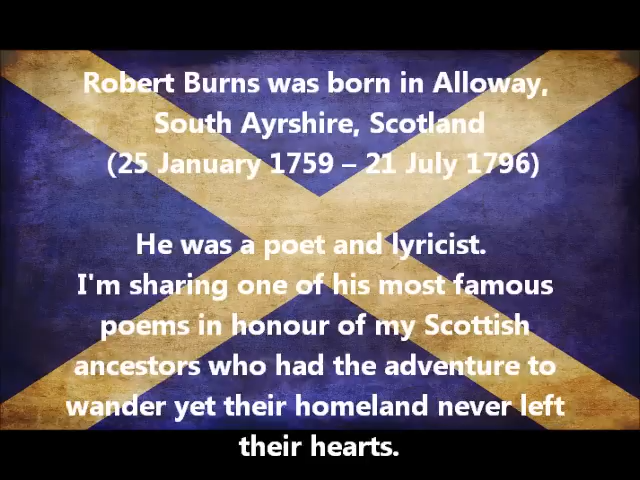 Robert Burns was born in Alloway,
South Ayrshire, Scotland
(25 January 1759 – 21 July 1796)
He was a poet and lyricist.
I'm sharing one of his most famous
poems in honour of my Scottish
ancestors who had the adventure to
wander yet their homeland never left
their hearts.